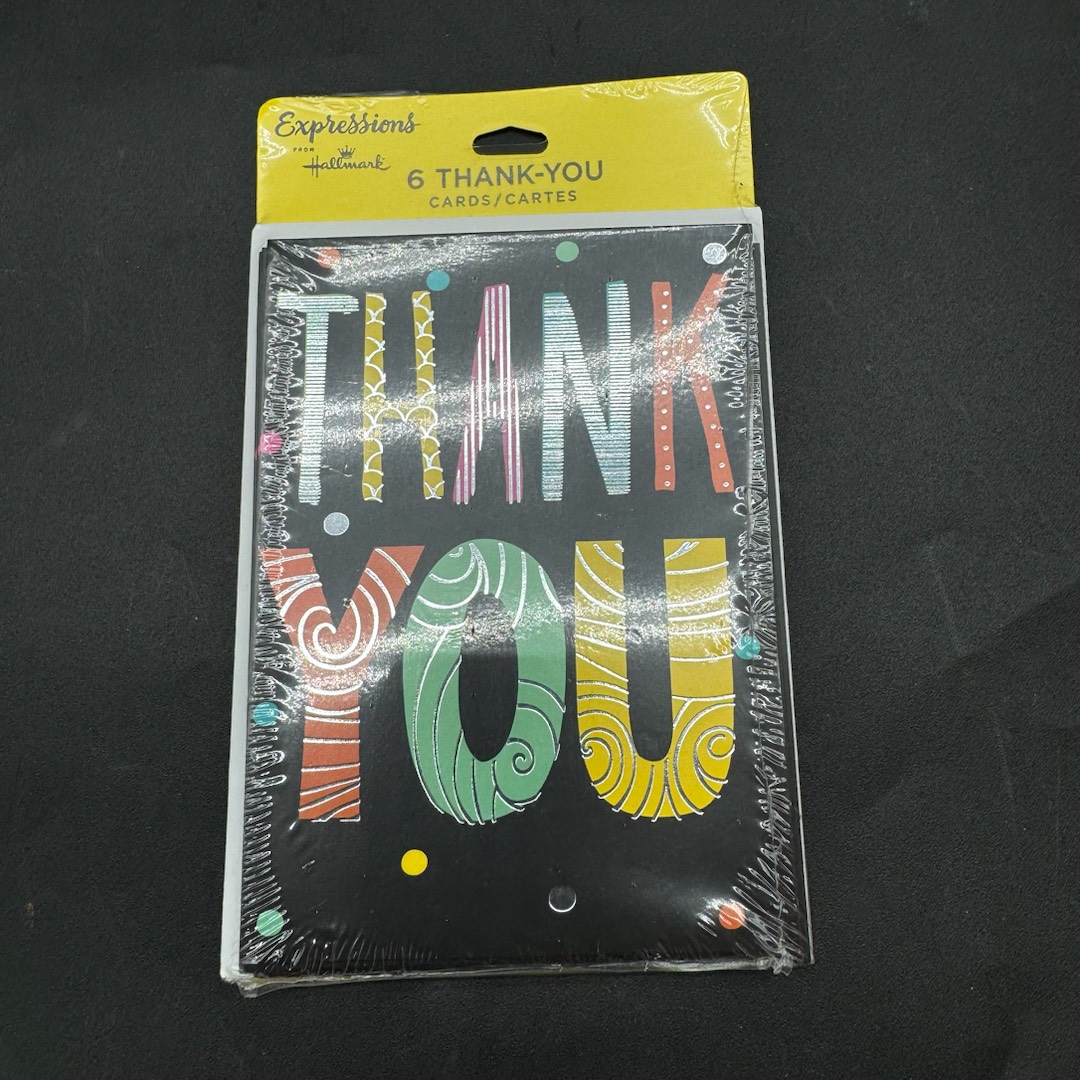 Expressions
FROM
Hallmark
6 THANK-YOU
CARDS/CARTES
THANK
YOU